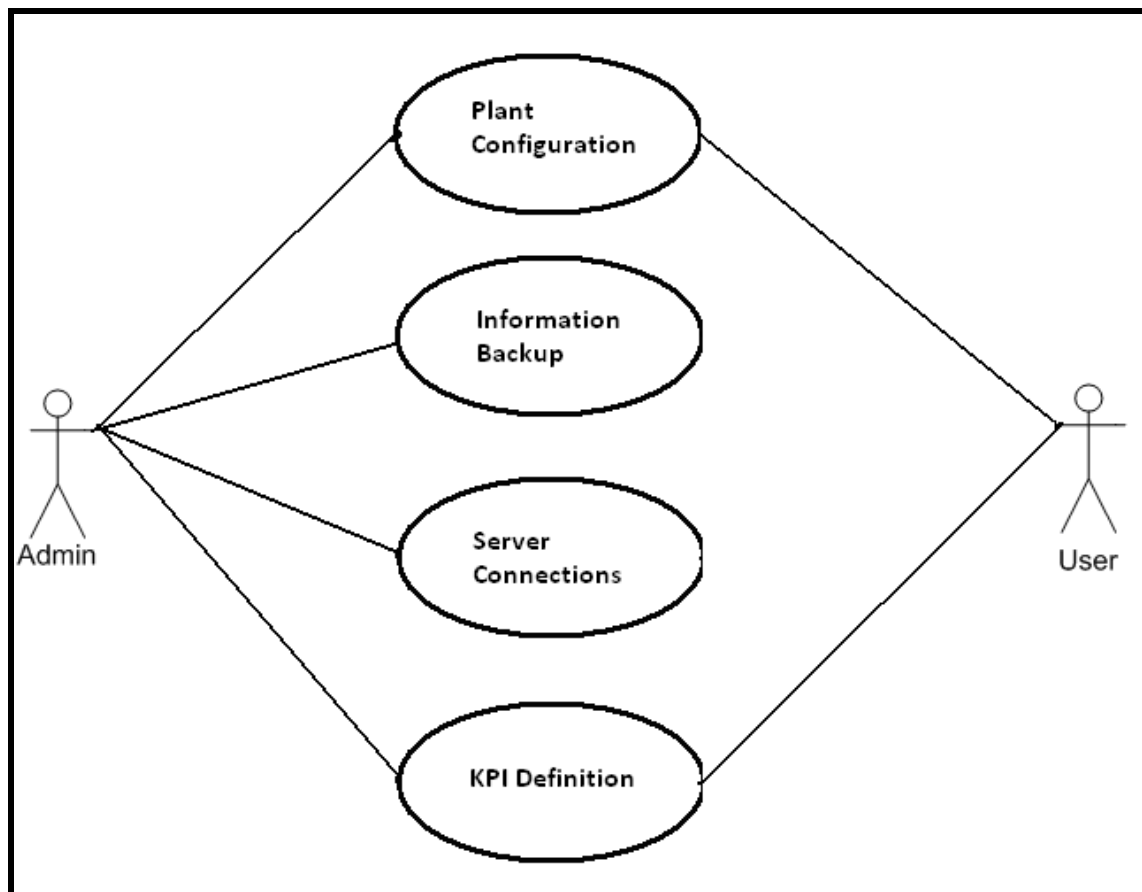 Plant
Configuration
Information
Backup
Server
Connections
KPI Definition
Admin
User